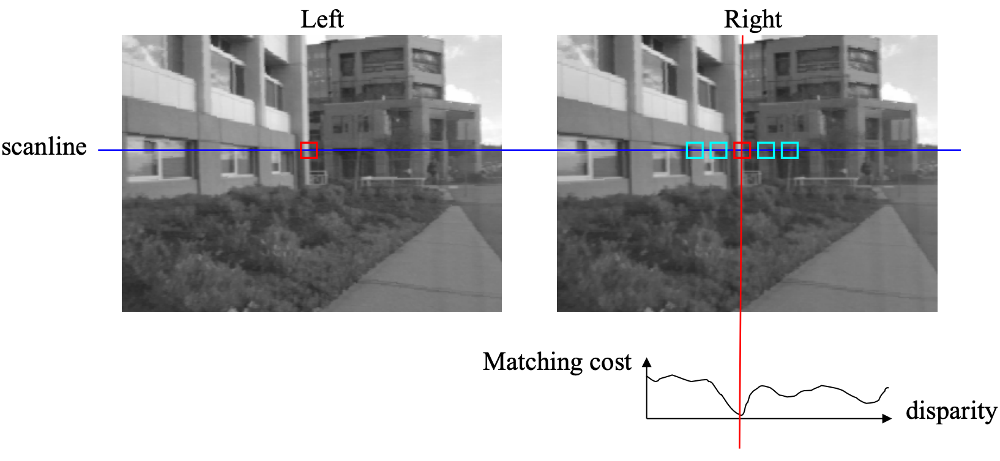 Left
Right
scanline
Matching cost
disparity